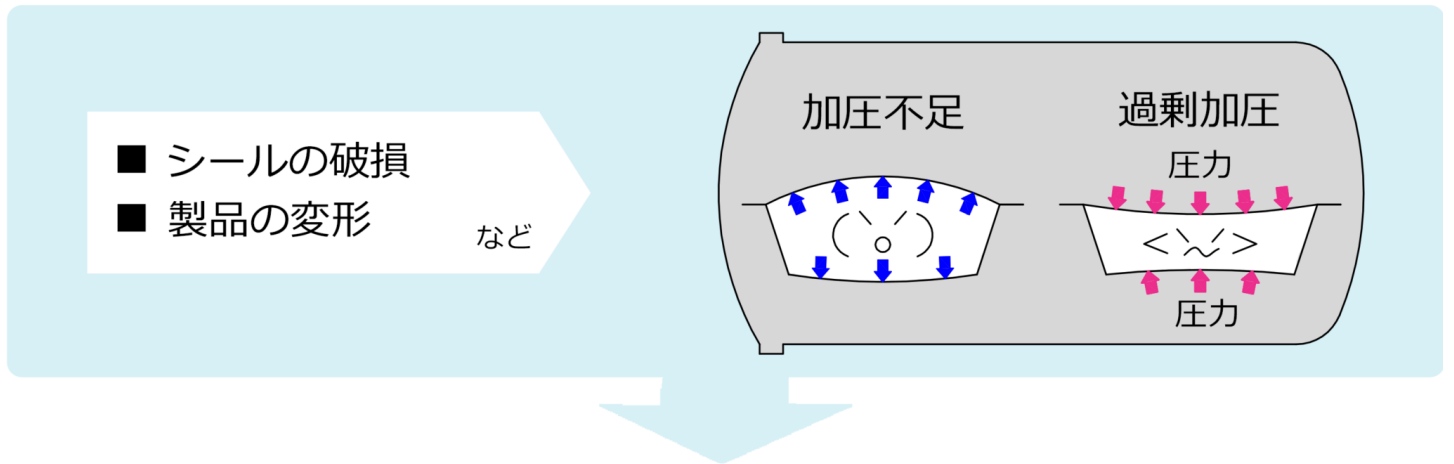 ■ シールの破損
■ 製品の変形
など
加圧不足
過剰加圧
圧力
圧力